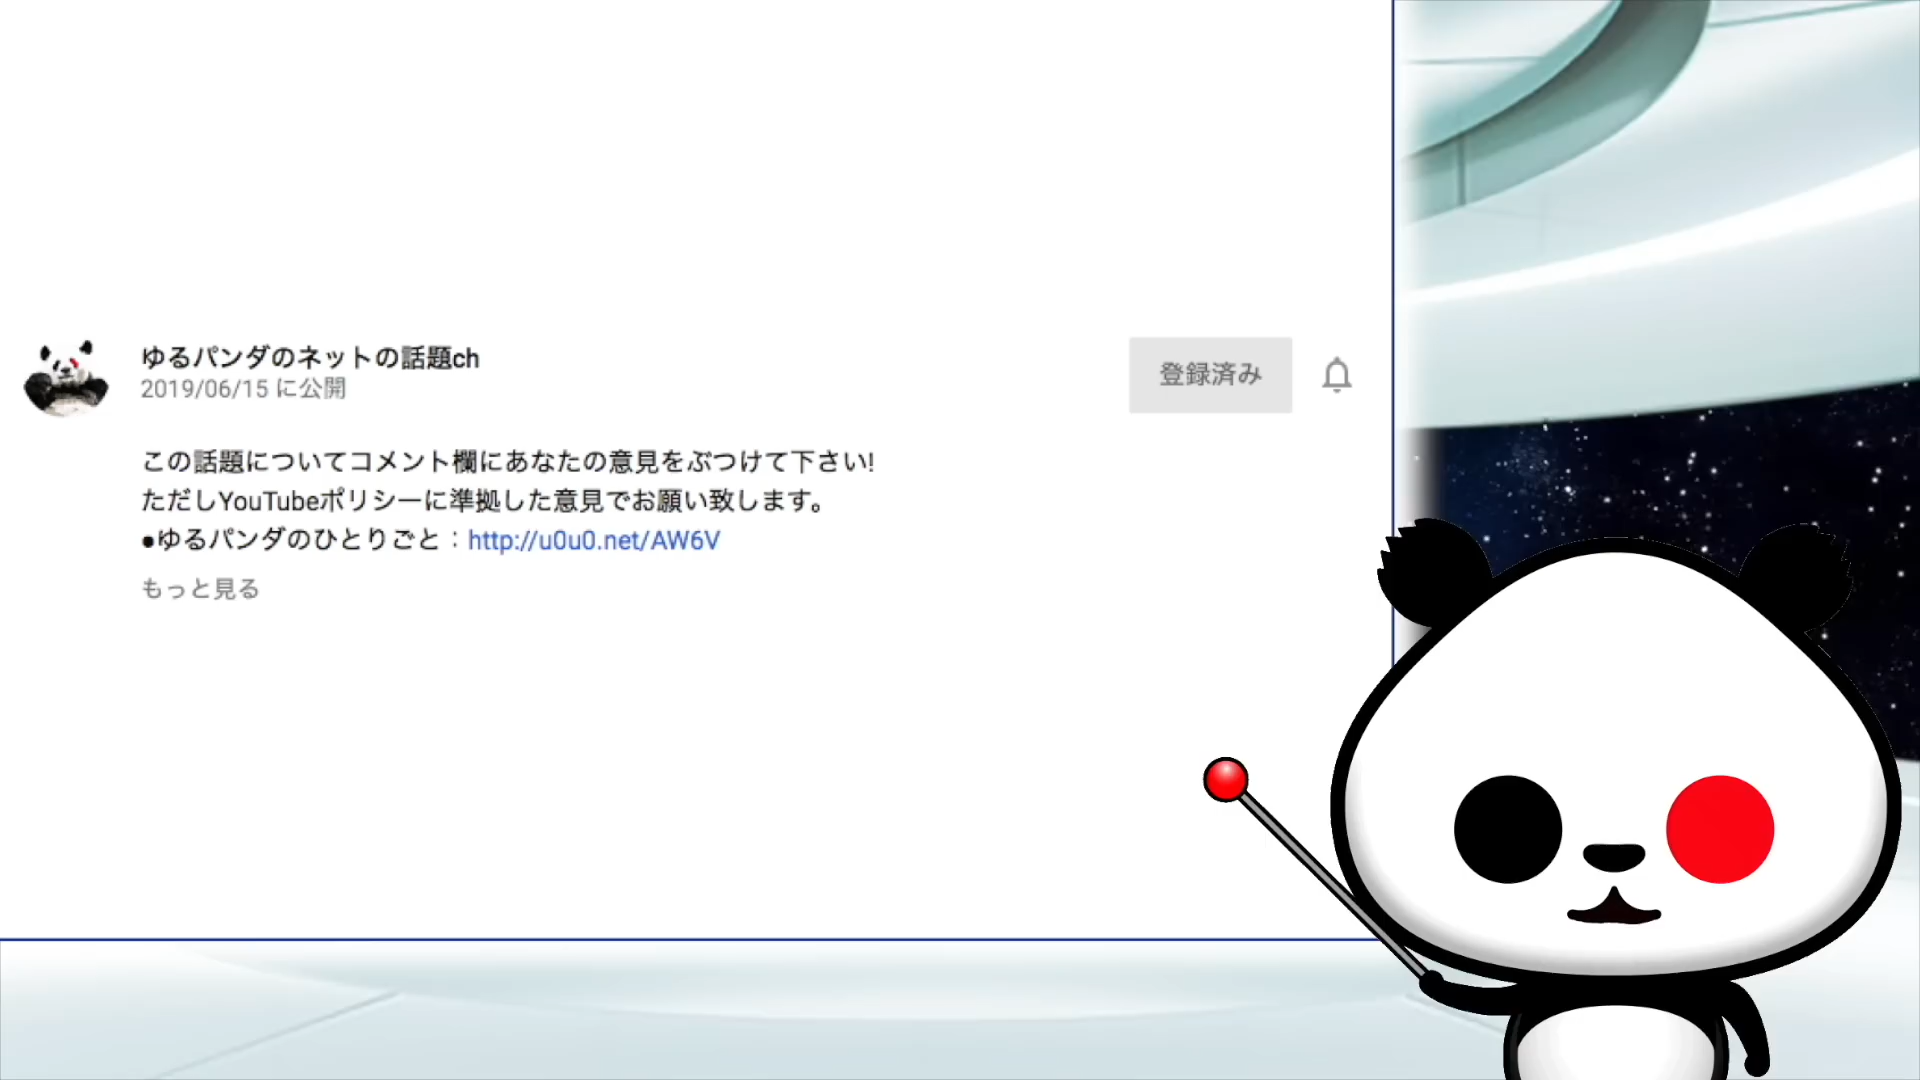 ゆるパンダのネットの話題ch
2019/06/15 に公開
登録済み
この話題についてコメント欄にあなたの意見をぶつけて下さい!
ただしYouTubeポリシーに準拠した意見でお願い致します。
●ゆるパンダのひとりごと：http://u0u0.net/AW6V
もっと見る